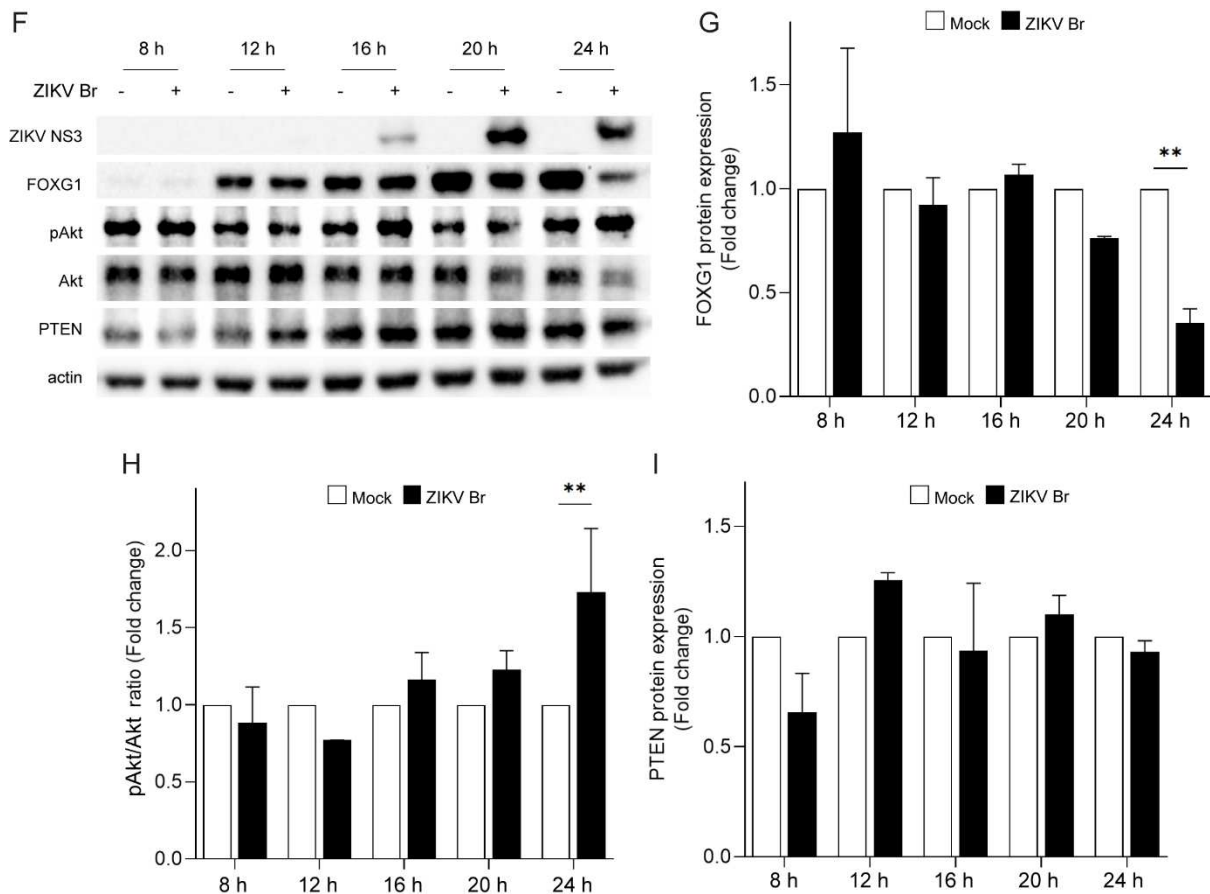 F
8 h 12 h 16 h 20 h 24 h
ZIKV Br - + - + - + - + - +
ZIKV NS3
FOXG1
pAkt
Akt
PTEN
actin
G
Mock ZIKV Br
FOXG1 protein expression
(Fold change)
1.5
1.0
0.5
0.0
**
8 h 12 h 16 h 20 h 24 h
H
Mock ZIKV Br
pAkt/Akt ratio (Fold change)
2.0
1.5
1.0
0.5
0.0
**
8 h 12 h 16 h 20 h 24 h
I
Mock ZIKV Br
PTEN protein expression
(Fold change)
1.5
1.0
0.5
0.0
8 h 12 h 16 h 20 h 24 h